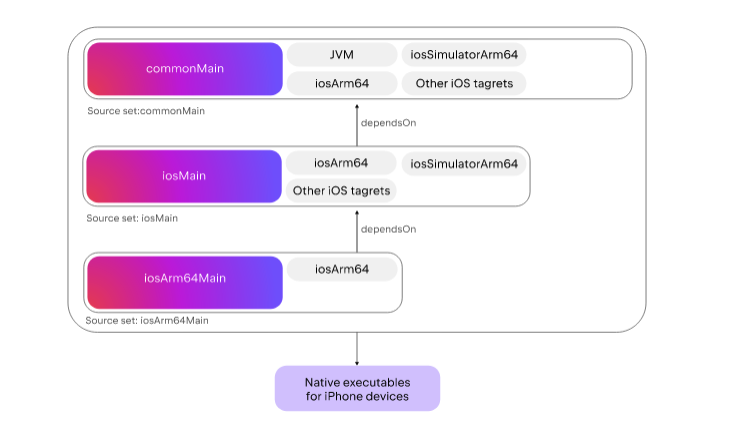 commonMain
JVM
iosSimulatorArm64
iosArm64
Other iOS tagrets
Source set:commonMain
dependsOn
iosMain
iosArm64
iosSimulatorArm64
Other iOS tagrets
Source set: iosMain
dependsOn
iosArm64Main
iosArm64
Source set: iosArm64Main
Native executables
for iPhone devices